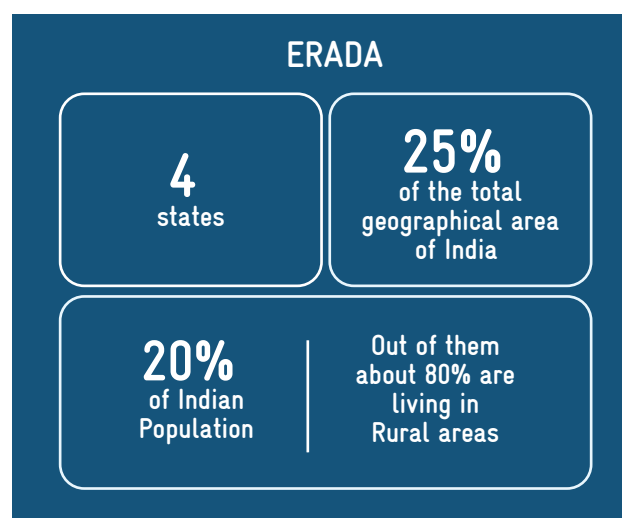 ERADA
4
states
25%
of the total
geographical area
of India
20%
of Indian
Population
Out of them
about 80% are
living in
Rural areas